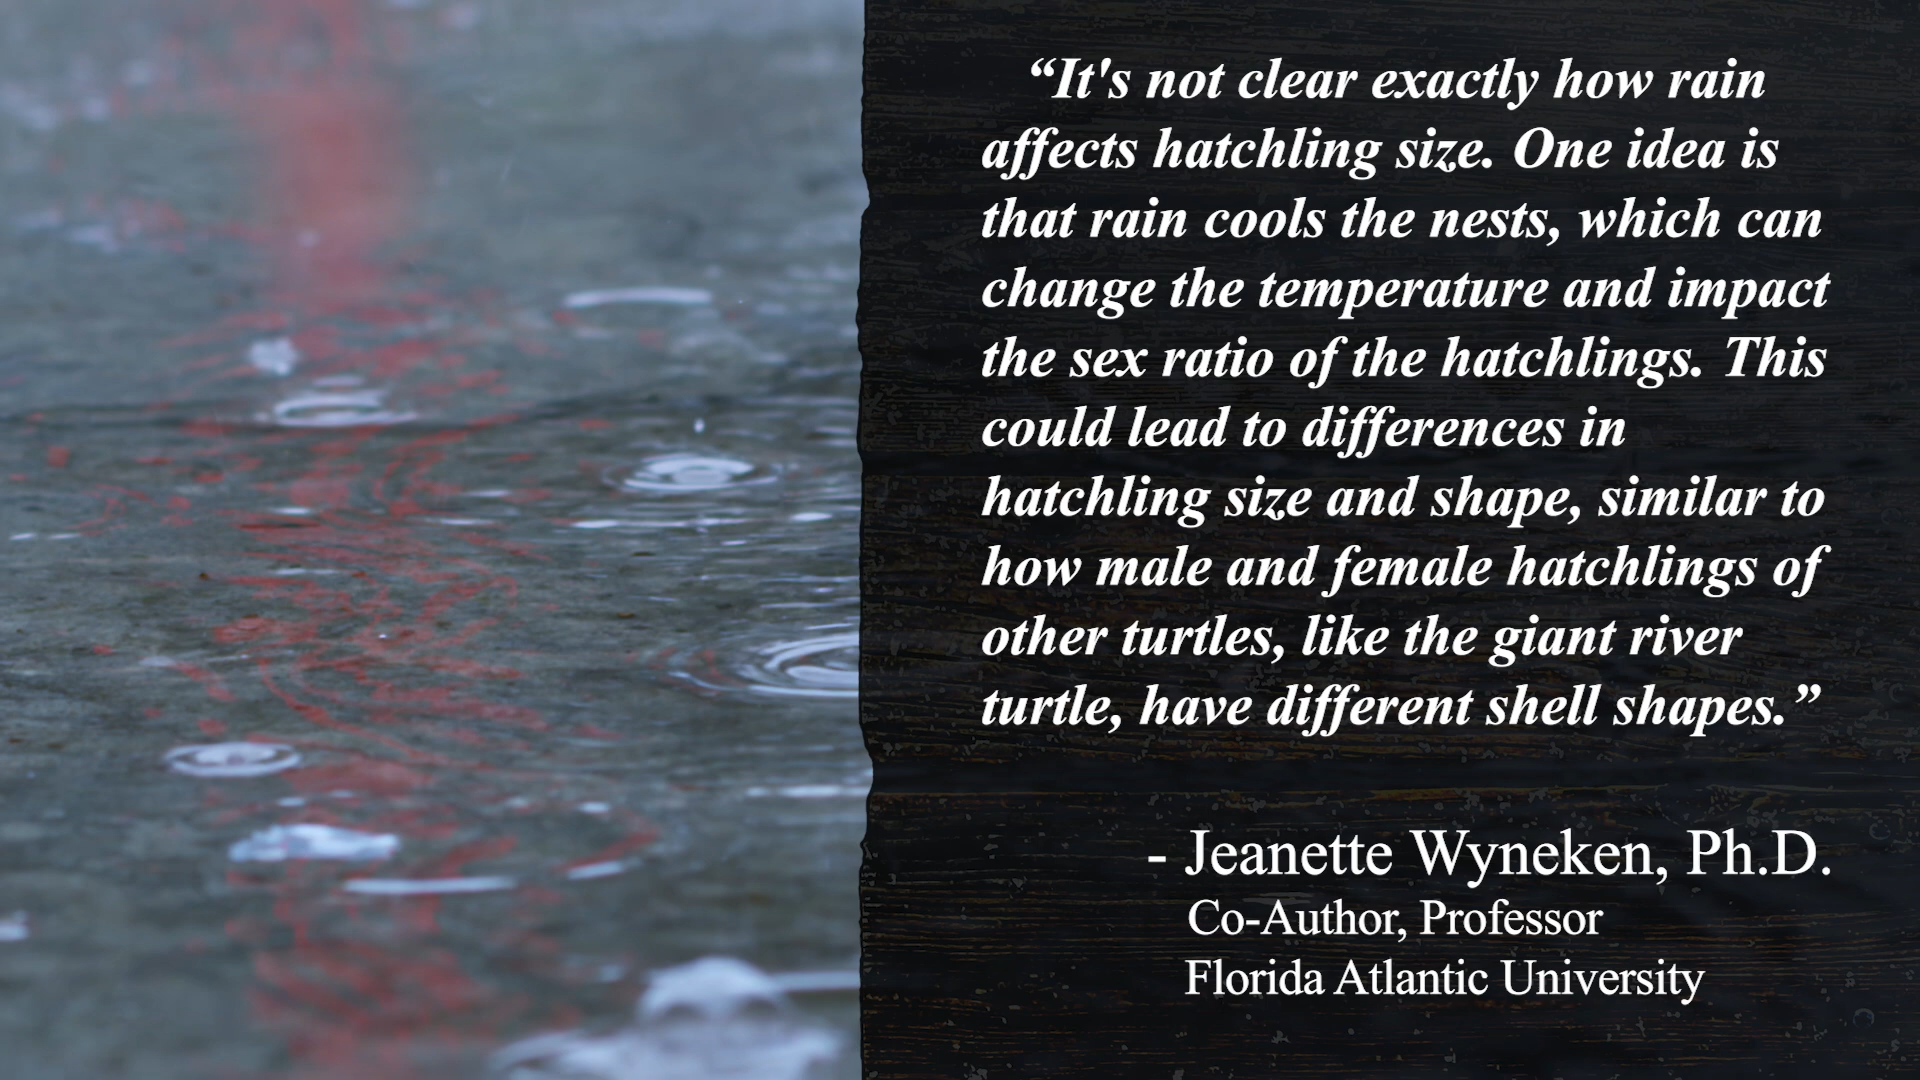 “It's not clear exactly how rain
affects hatchling size. One idea is
that rain cools the nests, which can
change the temperature and impact
the sex ratio of the hatchlings. This
could lead to differences in
hatchling size and shape, similar to
how male and female hatchlings of
other turtles, like the giant river
turtle, have different shell shapes.”
- Jeanette Wyneken, Ph.D.
Co-Author, Professor
Florida Atlantic University